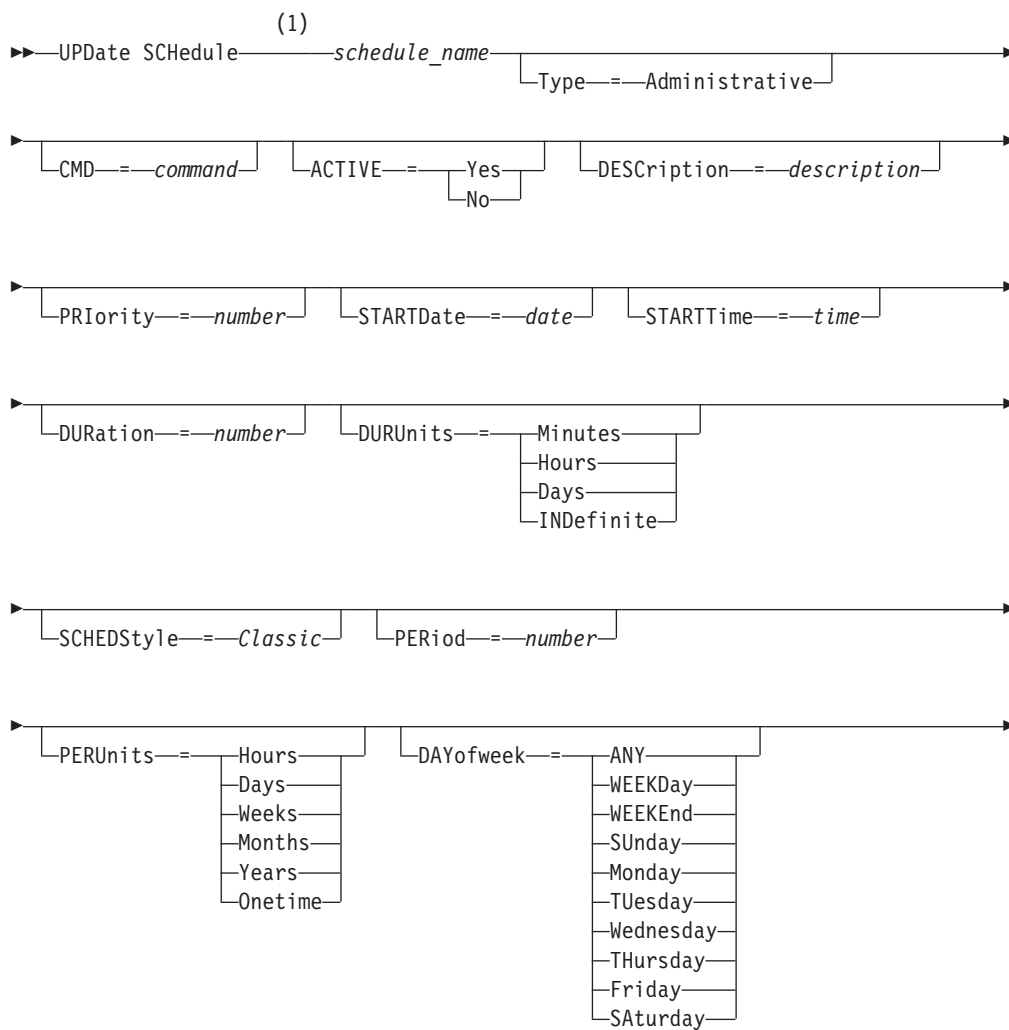 (1)
UPDate SCHedule schedule_name
Type = Administrative
CMD = command ACTIVE = Yes DESCription = description
No
PRIority = number STARTDate = date STARTTime = time
DURation = number DURUnits = Minutes
Hours
Days
INDefinite
SCHEDStyle = Classic PERiod = number
PERUnits = Hours DAYofweek = ANY
Days WEEKDay
Weeks WEEKEnd
Months SUnday
Years Monday
Onetime TUesday
Wednesday
THursday
Friday
SAturday